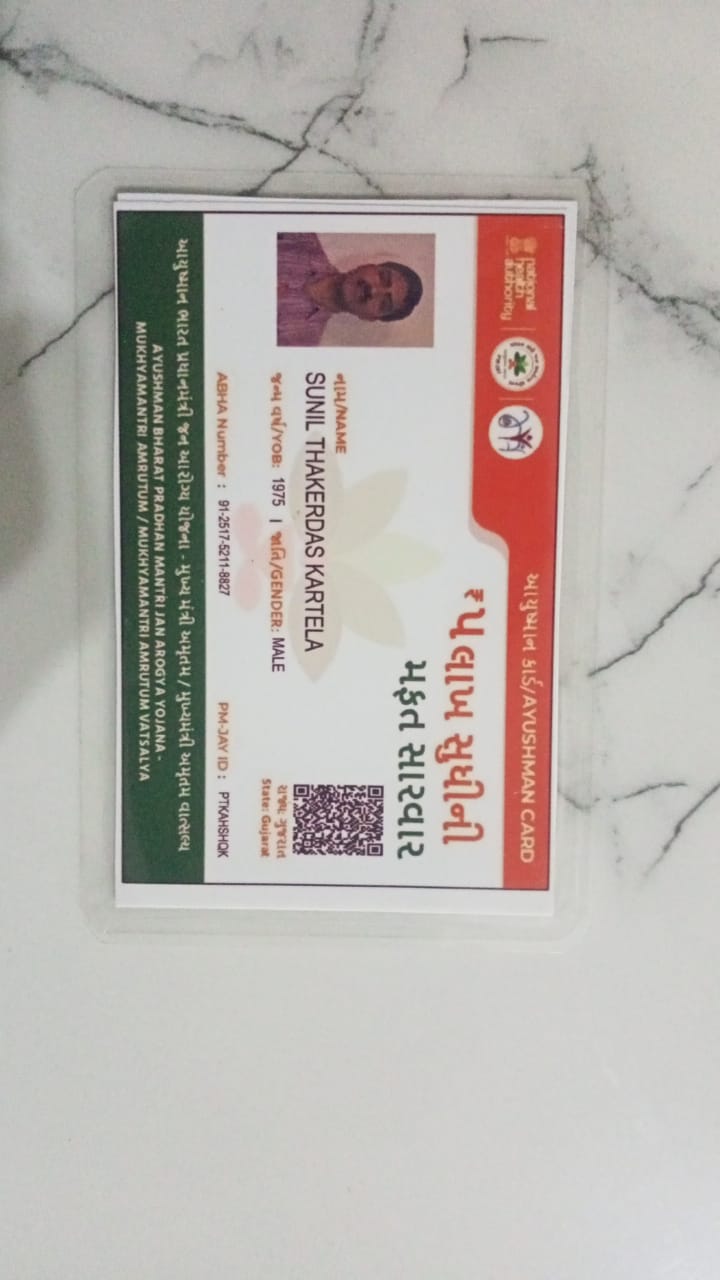 national
health
authority
આયુષ્માન કાર્ડ/AYUSHMAN CARD
₹૫ લાખ સુધીની
મફત સારવાર
નામ/NAME
SUNIL THAKERDAS KARTELA
જન્મ વર્ષ/YOB: 1975 | જાતિ/GENDER: MALE
ABHA Number : 91-2517-5211-8827
PM-JAY ID : PTKAHSHQK
રાજ્ય: ગુજરાત
State: Gujarat
આયુષ્માન ભારત પ્રધાનમંત્રી જન આરોગ્ય યોજના - મુખ્ય મંત્રી અમૃતમ / મુખ્યમંત્રી અમૃતમ વાત્સલ્ય
AYUSHMAN BHARAT PRADHAN MANTRI JAN AROGYA YOJANA -
MUKHYAMANTRI AMRUTUM / MUKHYAMANTRI AMRUTUM VATSALYA